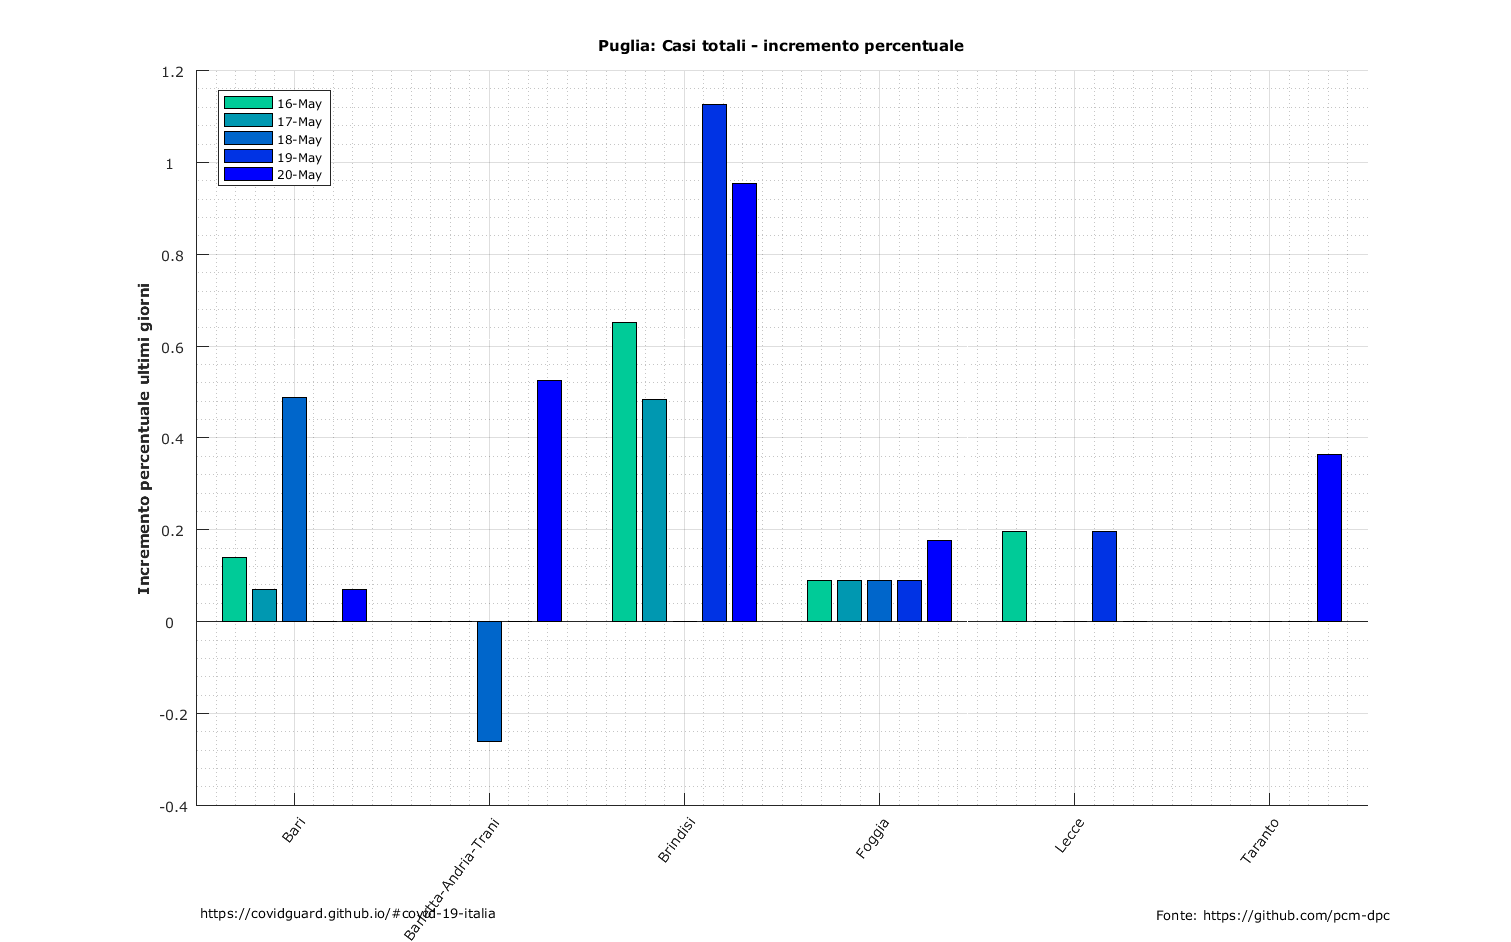 Puglia: Casi totali - incremento percentuale
Incremento percentuale ultimi giorni
1.2
1
0.8
0.6
0.4
0.2
0
-0.2
-0.4
16-May
17-May
18-May
19-May
20-May
Bari
Barletta-Andria-Trani
Brindisi
Foggia
Lecce
Taranto
https://covidguard.github.io/#covid-19-italia
Fonte: https://github.com/pcm-dpc